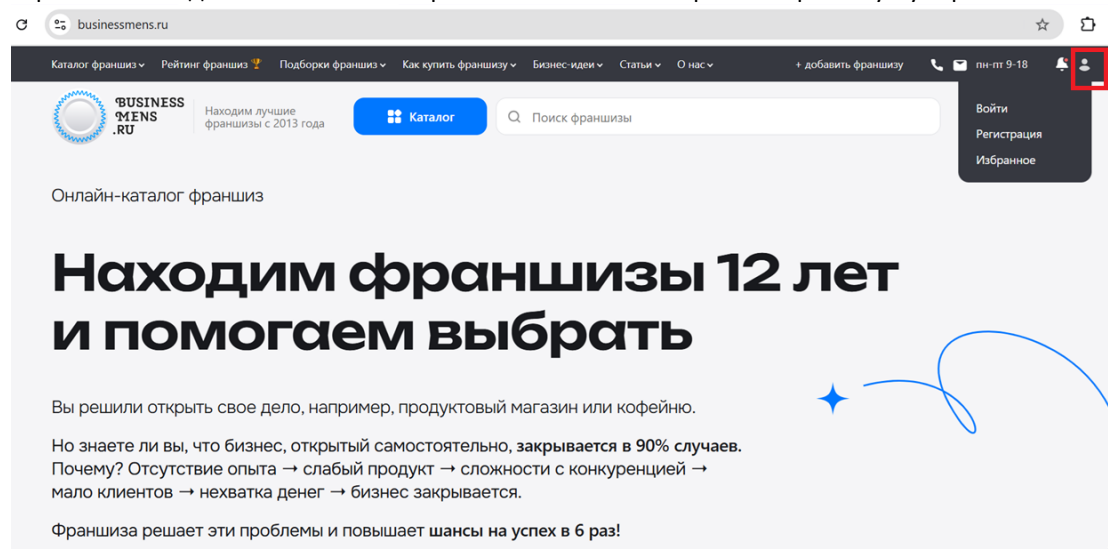 businessmens.ru
Каталог франшиз Рейтинг франшиз Подборки франшиз Как купить франшизу Бизнес-идеи Статьи О нас + добавить франшизу пн-пт 9-18
BUSINESS
MENS
.RU
Находим лучшие
франшизы с 2013 года
Каталог
Поиск франшизы
Войти
Регистрация
Избранное
Онлайн-каталог франшиз
Находим франшизы 12 лет
и помогаем выбрать
Вы решили открыть свое дело, например, продуктовый магазин или кофейню.
Но знаете ли вы, что бизнес, открытый самостоятельно, закрывается в 90% случаев.
Почему? Отсутствие опыта → слабый продукт → сложности с конкуренцией →
мало клиентов → нехватка денег → бизнес закрывается.
Франшиза решает эти проблемы и повышает шансы на успех в 6 раз!